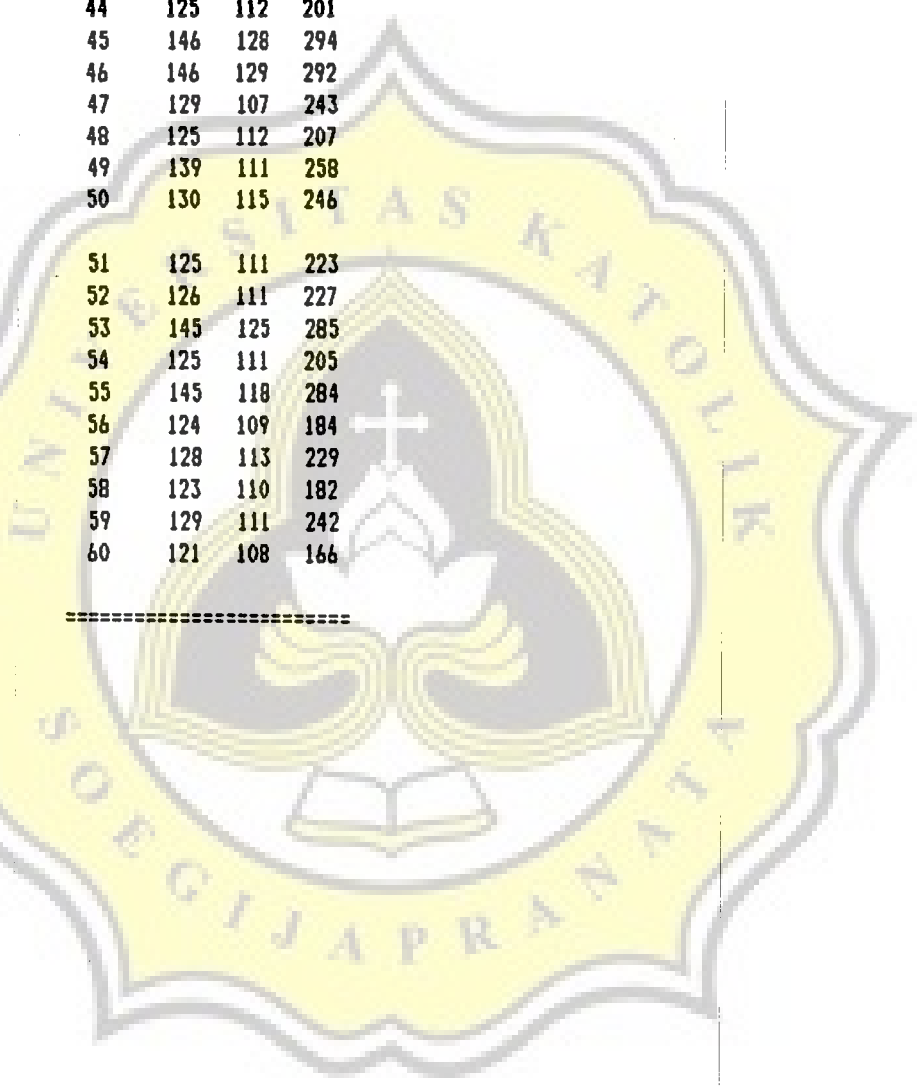 44 125 112 201
45 146 128 294
46 146 129 292
47 129 107 243
48 125 112 207
49 139 111 258
50 130 115 246
51 125 111 223
52 126 111 227
53 145 125 285
54 125 111 205
55 145 118 284
56 124 109 184
57 128 113 229
58 123 110 182
59 129 111 242
60 121 108 166
==========================
UNIVERSITAS KATOLIK
SOEGIJAPRANATA